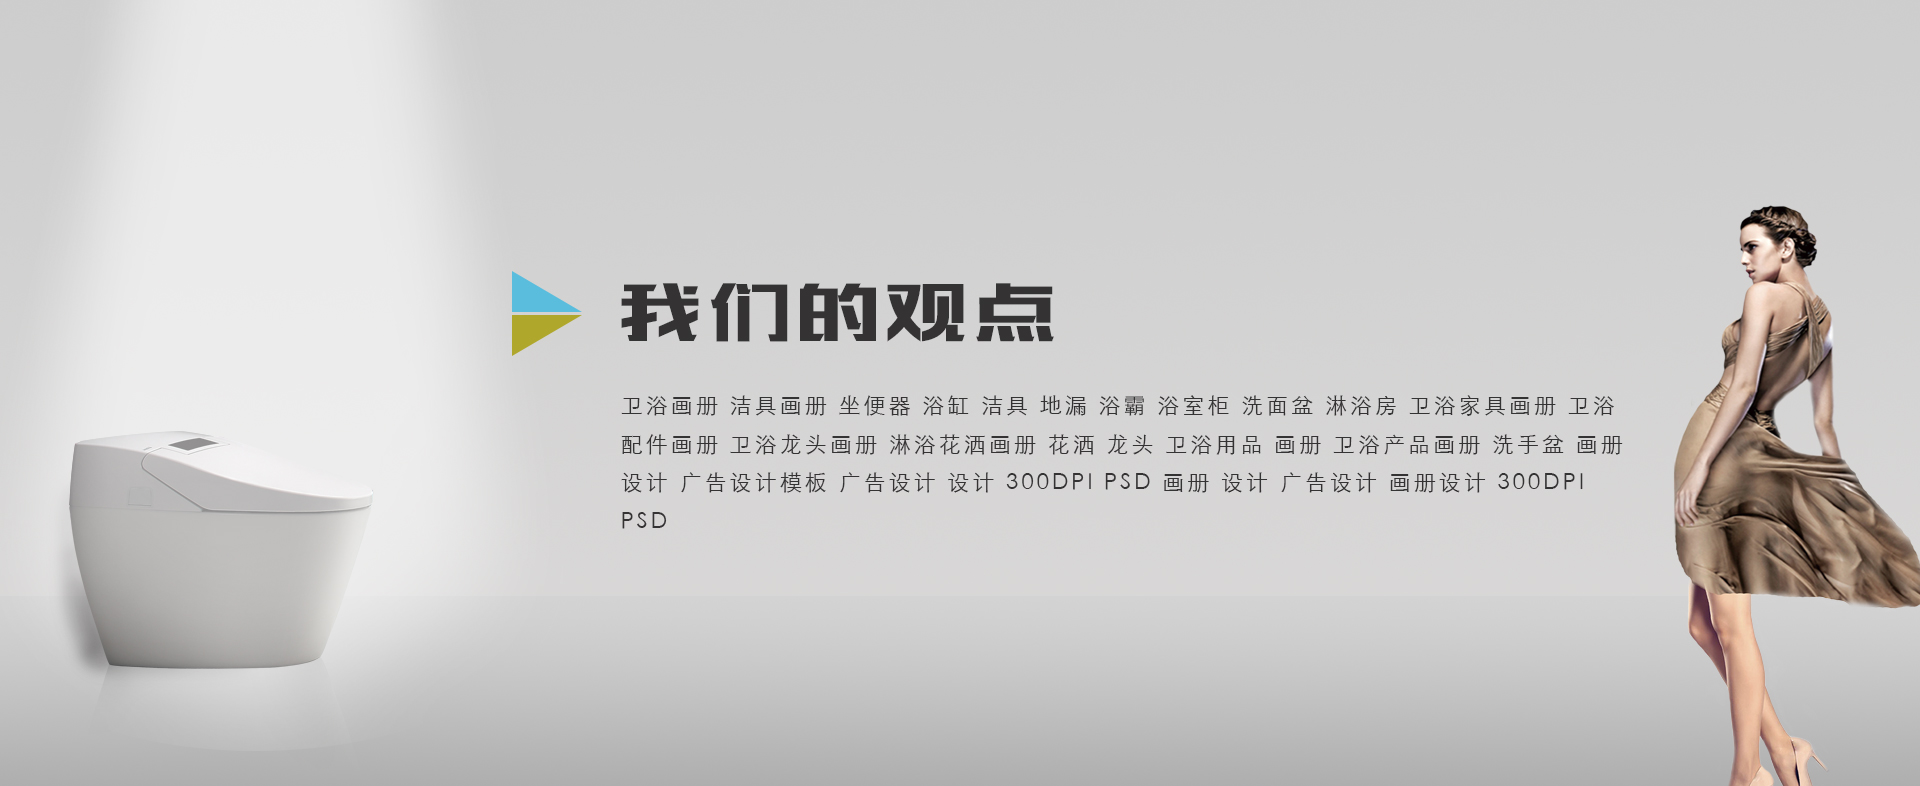 我们的观点
卫浴画册 洁具画册 坐便器 浴缸 洁具 地漏 浴霸 浴室柜 洗面盆 淋浴房 卫浴家具画册 卫浴
配件画册 卫浴龙头画册 淋浴花洒画册 花洒 龙头 卫浴用品 画册 卫浴产品画册 洗手盆 画册
设计 广告设计模板 广告设计 设计 300DPI PSD 画册 设计 广告设计 画册设计 300DPI
PSD